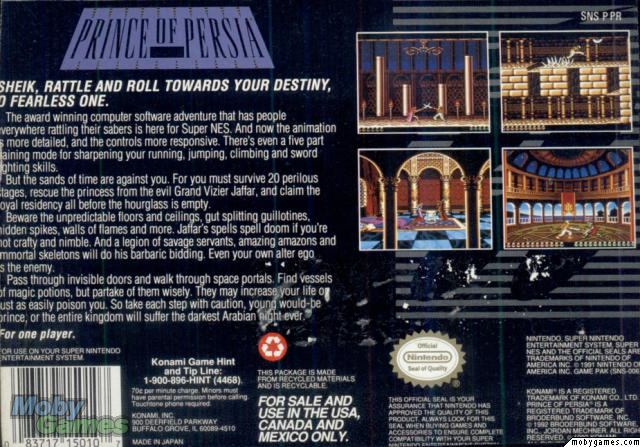 PRINCE OF PERSIA
SNS P PR
SHEIK, RATTLE AND ROLL TOWARDS YOUR DESTINY,
O FEARLESS ONE.
The award winning computer software adventure that has people
everywhere rattling their sabers is here for Super NES. And now the animation
s more detailed, and the controls more responsive. There's even a five part
raining mode for sharpening your running, jumping, climbing and sword
ghting skills.
But the sands of time are against you. For you must survive 20 perilous
stages, rescue the princess from the evil Grand Vizier Jaffar, and claim the
oyal residency all before the hourglass is empty.
Beware the unpredictable floors and ceilings, gut splitting guillotines,
hidden spikes, walls of flames and more. Jaffar's spells spell doom if you're
not crafty and nimble. And a legion of savage servants, amazing amazons and
mmortal skeletons will do his barbaric bidding. Even your own alter ego
s the enemy.
Pass through invisible doors and walk through space portals. Find vessels
of magic potions, but partake of them wisely. They may increase your life or
ust as easily poison you. So take each step with caution, young would-be
prince, or the entire kingdom will suffer the darkest Arabian night ever.
For one player.
FOR USE ON YOUR SUPER NINTENDO
ENTERTAINMENT SYSTEM
83717 15010 7
Moby
Games
Konami Game Hint
and Tip Line:
1-900-896-HINT (4468)
70¢ per minute charge. Minors must
have parental permission before calling.
Touchtone phone required.
KONAMI, INC.
900 DEERFIELD PARKWAY
BUFFALO GROVE, IL 60089-4510
MADE IN JAPAN
THIS PACKAGE IS MADE
FROM RECYCLED MATERIALS
AND IS RECYCLABLE.
FOR SALE AND
USE IN THE USA,
CANADA AND
MEXICO ONLY.
Official
Nintendo
Seal of Quality
THIS OFFICIAL SEAL IS YOUR
ASSURANCE THAT NINTENDO HAS
APPROVED THE QUALITY OF THIS
PRODUCT. ALWAYS LOOK FOR THIS
SEAL WHEN BUYING GAMES AND
ACCESSORIES TO ENSURE COMPLETE
COMPATIBILITY WITH YOUR SUPER
NINTENDO ENTERTAINMENT SYSTEM
NINTENDO, SUPER NINTENDO
ENTERTAINMENT SYSTEM, SUPER
NES AND THE OFFICIAL SEALS ARE
TRADEMARKS OF NINTENDO OF
AMERICA INC. © 1991 NINTENDO OF
AMERICA INC. GAME PAK (SNS-006)
KONAMI® IS A REGISTERED
TRADEMARK OF KONAMI CO., LTD.
PRINCE OF PERSIA® IS A
REGISTERED TRADEMARK OF
BRODERBUND SOFTWARE, INC.
© 1992 BRODERBUND SOFTWARE,
INC., JORDAN MECHNER. ALL RIGHTS
RESERVED.
mobygames.com